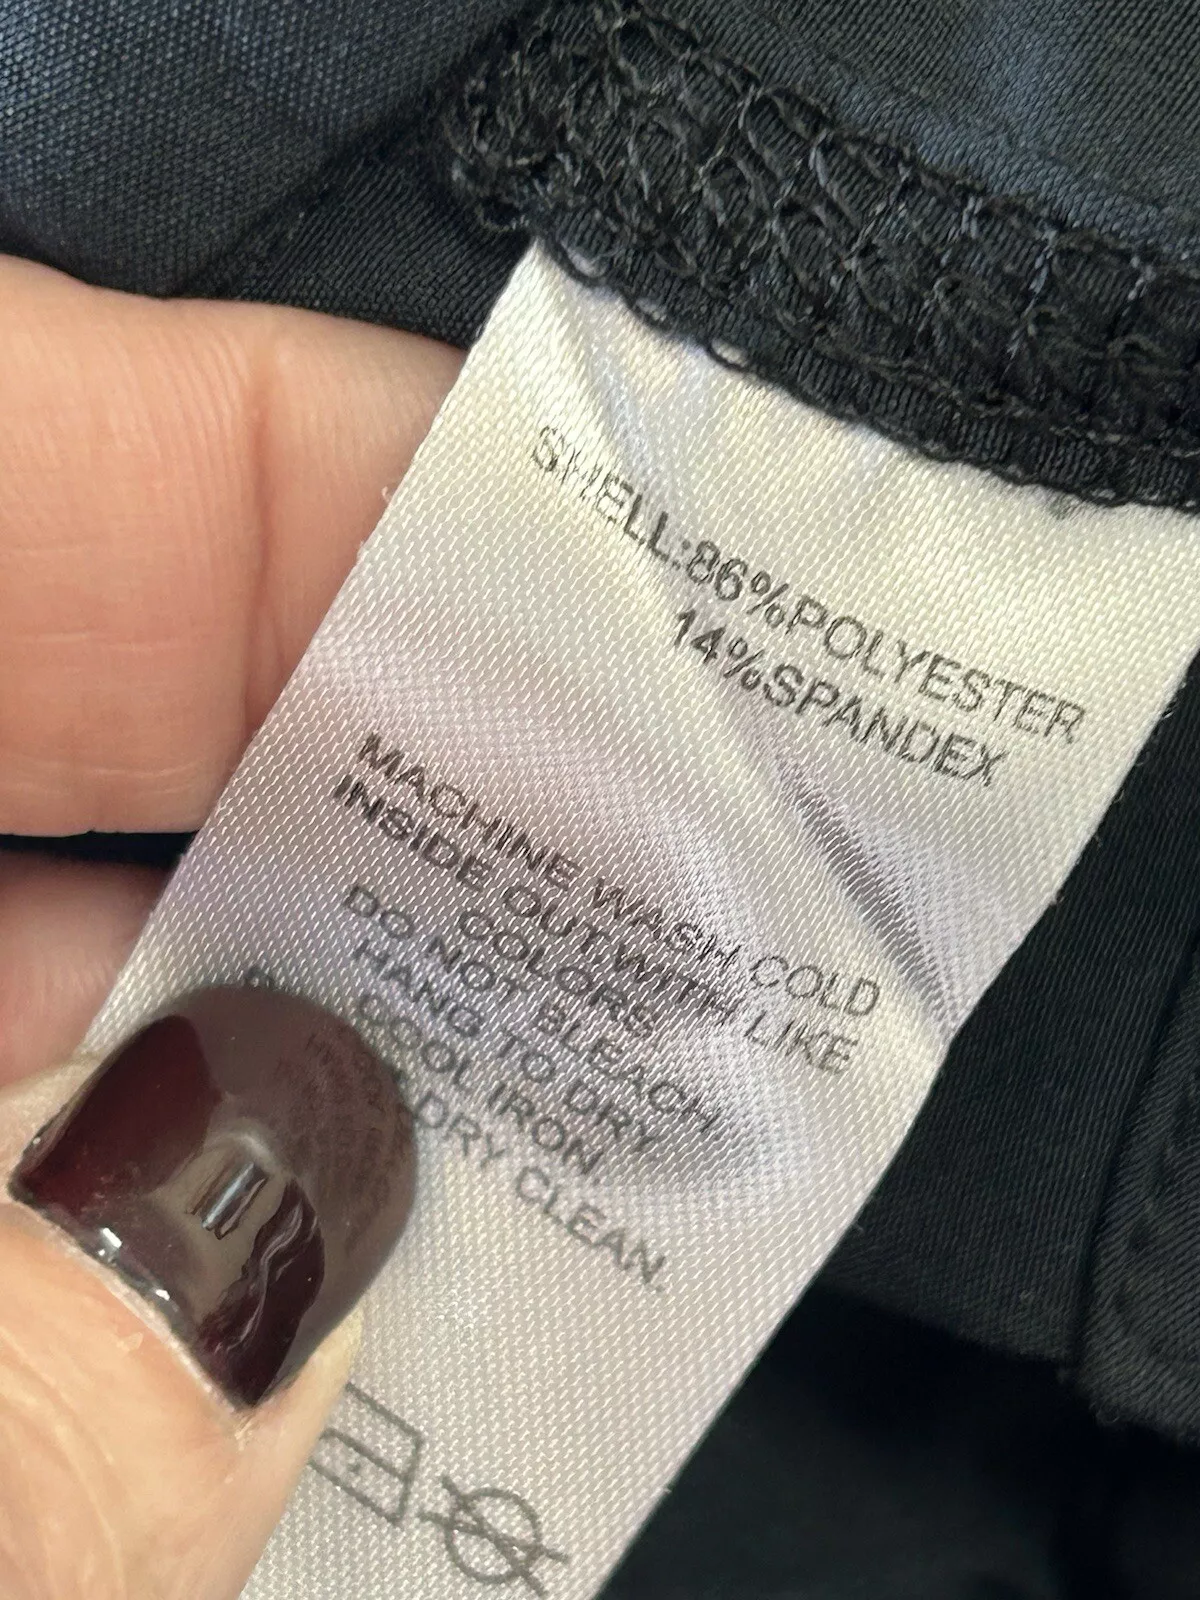 SHELL:86%POLYESTER
14%SPANDEX
MACHINE WASH COLD
INSIDE OUT WITH LIKE
COLORS
DO NOT BLEACH
HANG TO DRY
COOL IRON
DRY CLEAN.